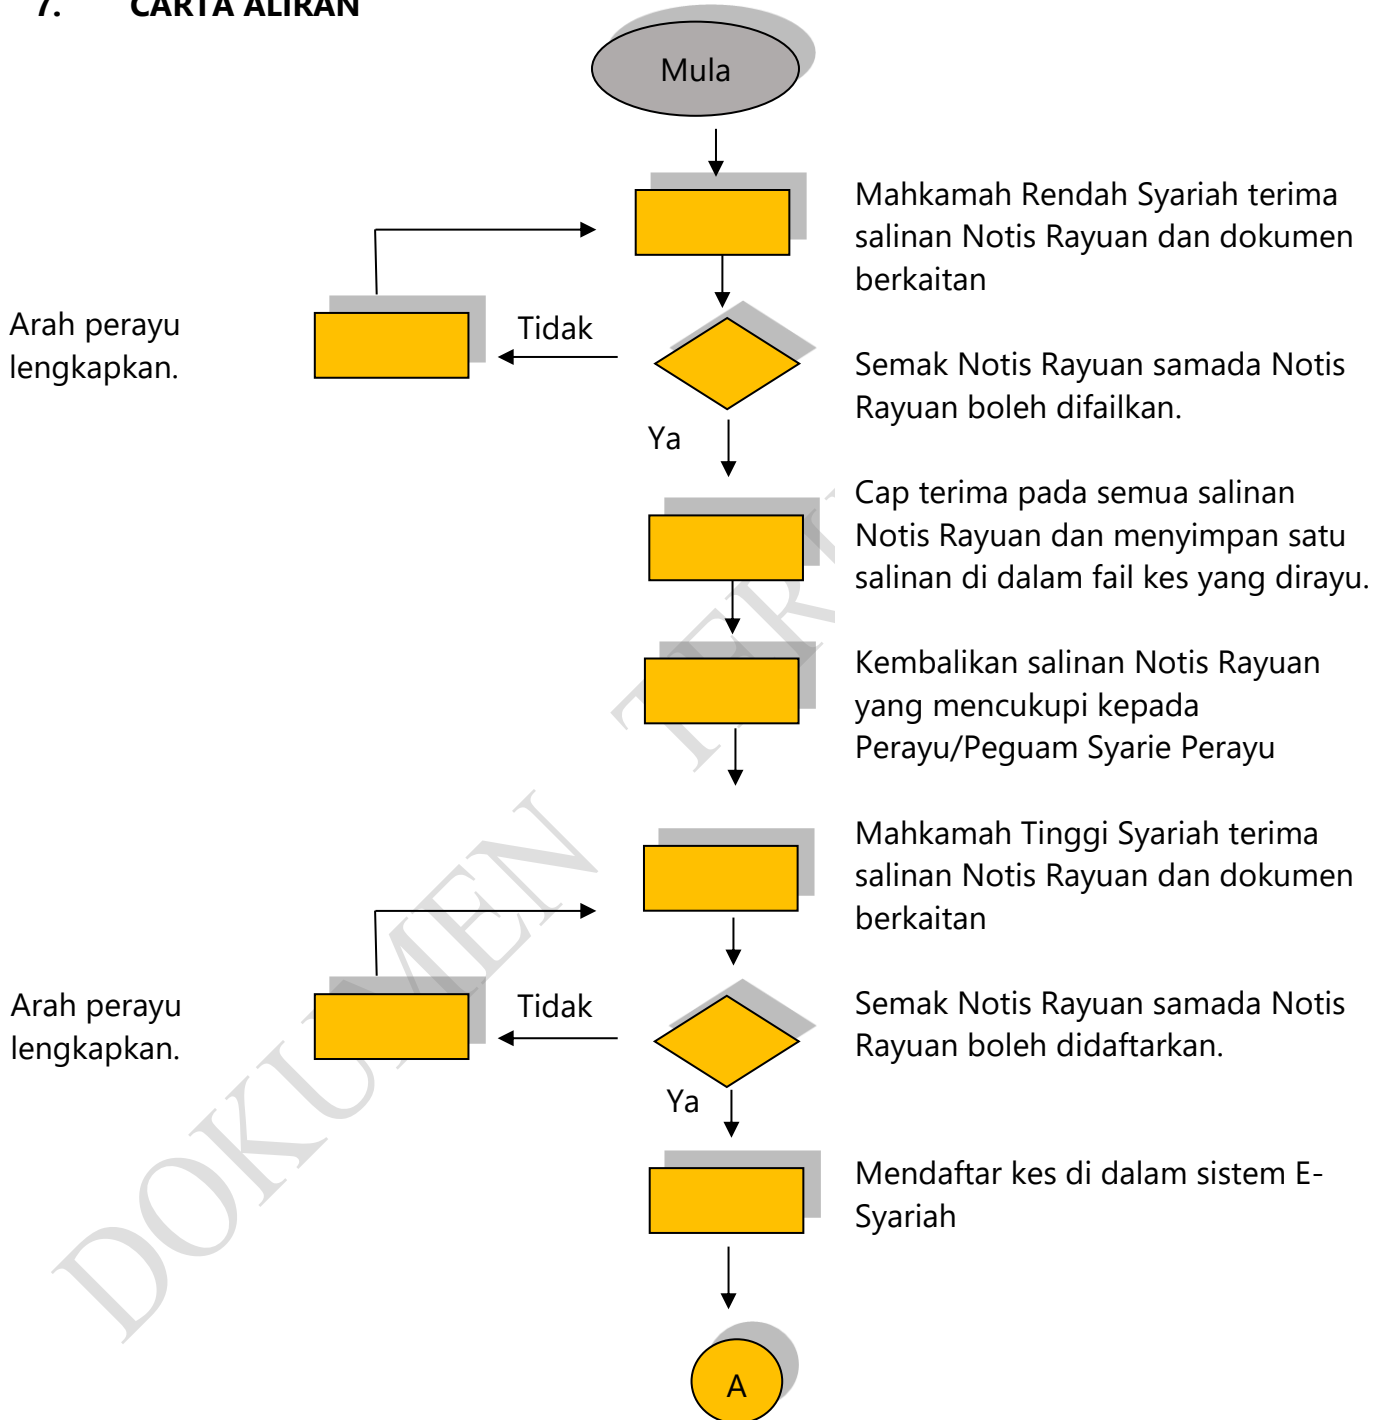 7. CARTA ALIRAN
Mula
Mahkamah Rendah Syariah terima
salinan Notis Rayuan dan dokumen
berkaitan
Arah perayu
lengkapkan.
Tidak
Semak Notis Rayuan samada Notis
Rayuan boleh difailkan.
Ya
Cap terima pada semua salinan
Notis Rayuan dan menyimpan satu
salinan di dalam fail kes yang dirayu.
Kembalikan salinan Notis Rayuan
yang mencukupi kepada
Perayu/Peguam Syarie Perayu
Mahkamah Tinggi Syariah terima
salinan Notis Rayuan dan dokumen
berkaitan
Arah perayu
lengkapkan.
Tidak
Semak Notis Rayuan samada Notis
Rayuan boleh didaftarkan.
Ya
Mendaftar kes di dalam sistem E-
Syariah
A
DOKUMEN